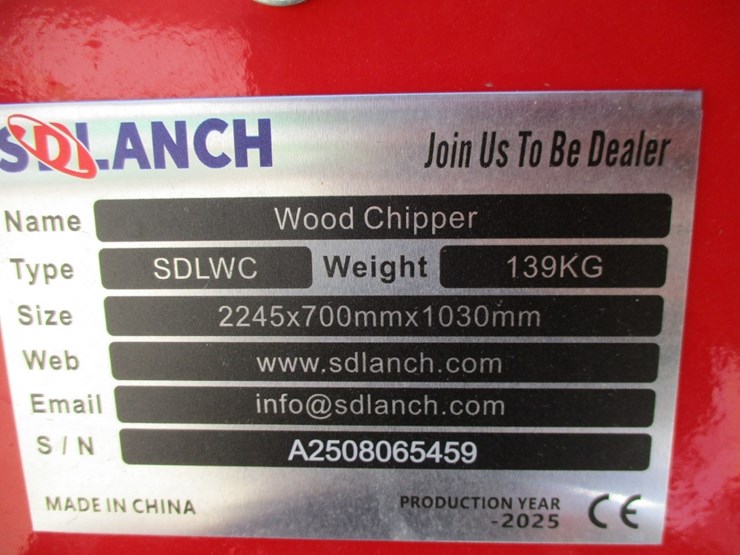 SDLANCH Join Us To Be Dealer
Name Wood Chipper
Type SDLWC Weight 139KG
Size 2245x700mmx1030mm
Web www.sdlanch.com
Email info@sdlanch.com
S / N A2508065459
MADE IN CHINA PRODUCTION YEAR CE
-2025